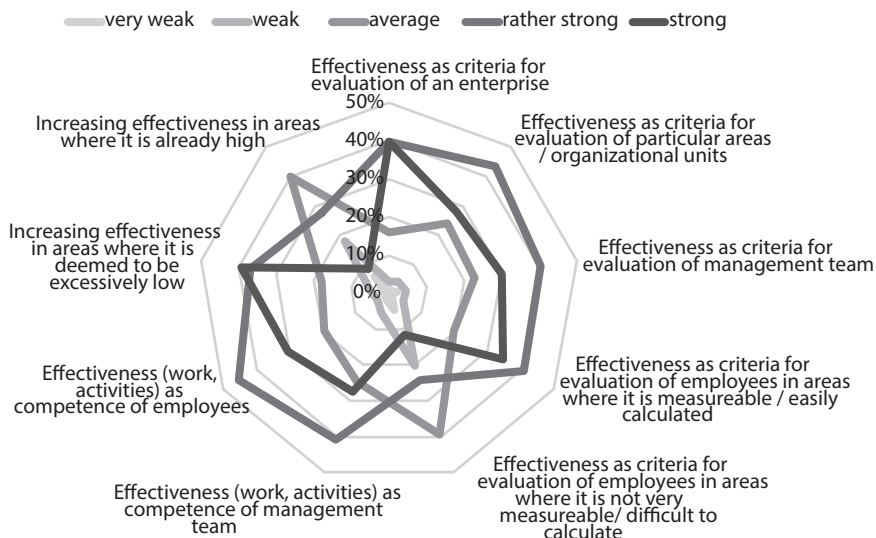 very weak weak average rather strong strong
Effectiveness as criteria for
evaluation of an enterprise
50%
40%
30%
20%
10%
0%
Effectiveness as criteria for
evaluation of particular areas
/ organizational units
Effectiveness as criteria for
evaluation of management team
Effectiveness as criteria for
evaluation of employees in areas
where it is measureable / easily
calculated
Effectiveness as criteria for
evaluation of employees in areas
where it is not very
measureable/ difficult to
calculate
Effectiveness (work, activities) as
competence of management
team
Effectiveness (work,
activities) as
competence of employees
Increasing effectiveness
in areas where it is
deemed to be
excessively low
Increasing effectiveness in areas
where it is already high